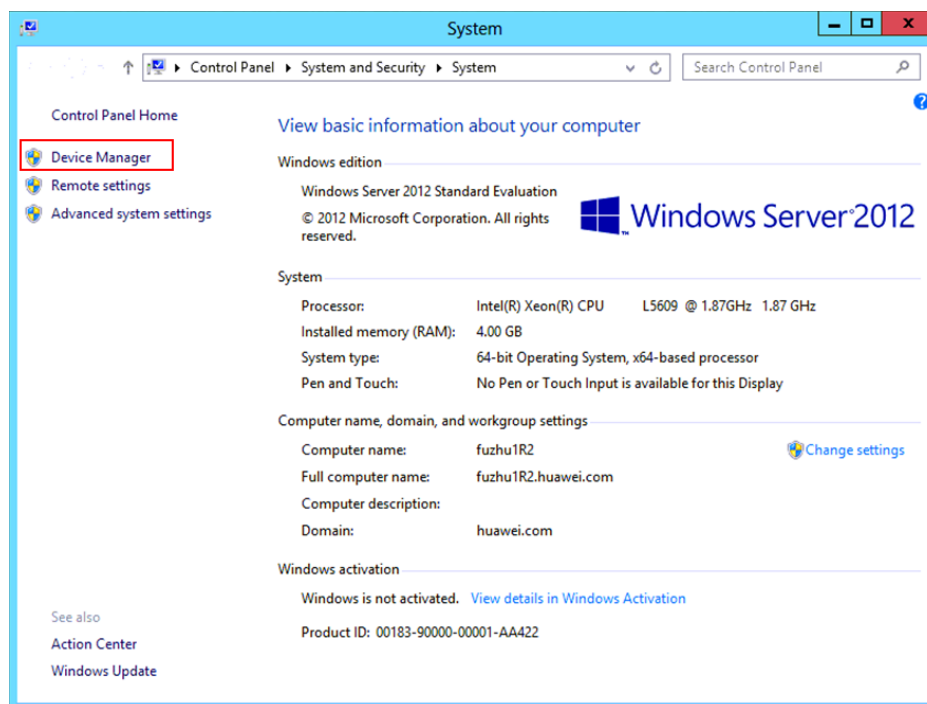 System
Control Panel ▸ System and Security ▸ System
Search Control Panel
Control Panel Home
Device Manager
Remote settings
Advanced system settings
View basic information about your computer
Windows edition
Windows Server 2012 Standard Evaluation
© 2012 Microsoft Corporation. All rights
reserved.
Windows Server 2012
System
Processor: Intel(R) Xeon(R) CPU L5609 @ 1.87GHz 1.87 GHz
Installed memory (RAM): 4.00 GB
System type: 64-bit Operating System, x64-based processor
Pen and Touch: No Pen or Touch Input is available for this Display
Computer name, domain, and workgroup settings
Computer name: fuzhu1R2
Change settings
Full computer name: fuzhu1R2.huawei.com
Computer description:
Domain: huawei.com
Windows activation
Windows is not activated. View details in Windows Activation
Product ID: 00183-90000-00001-AA422
See also
Action Center
Windows Update